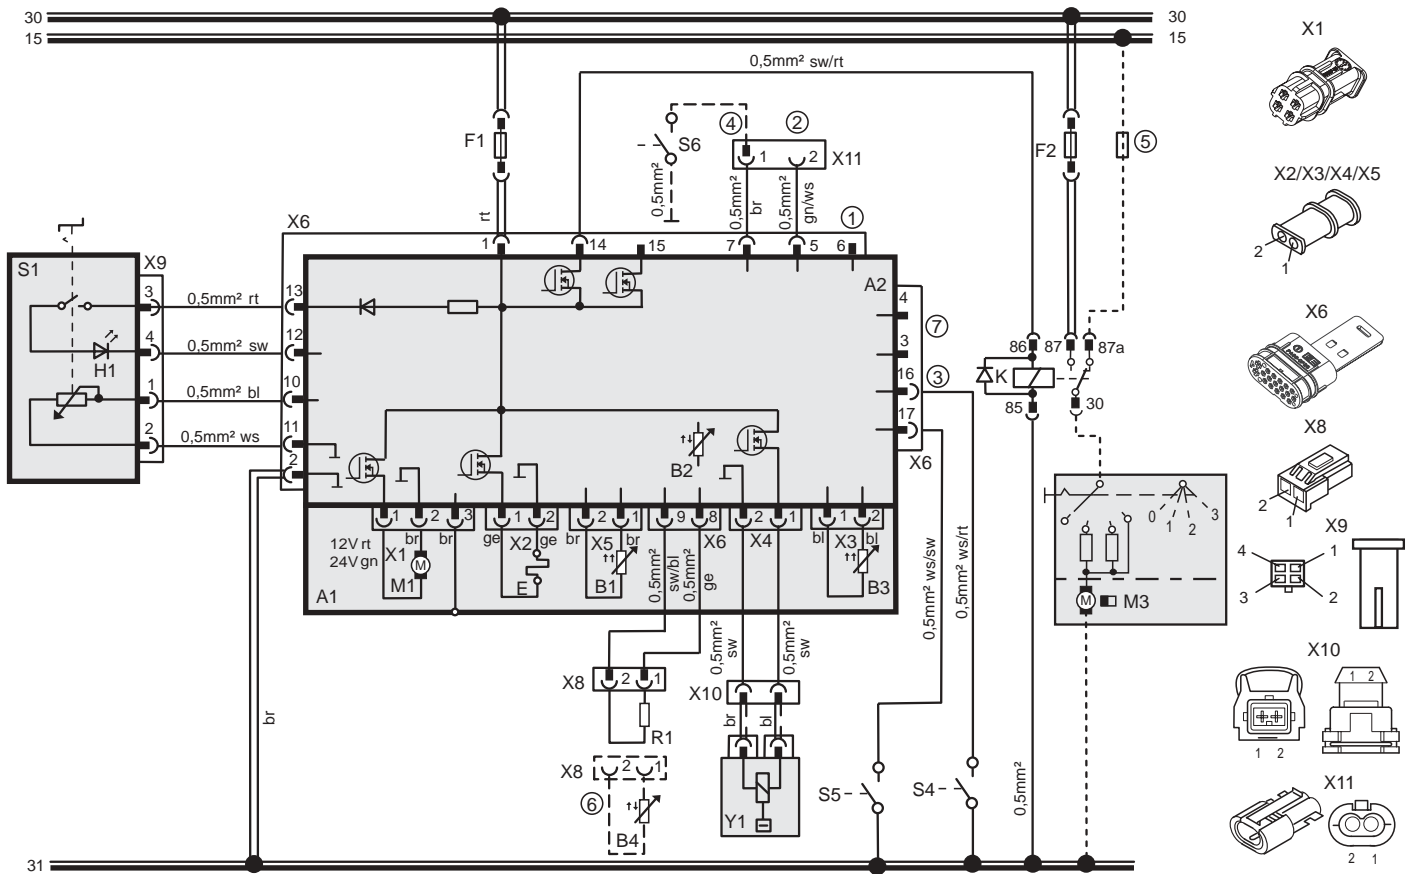 30
30
15
15
X1
0,5mm² sw/rt
4
2
S6
F1
1
2
X11
F2
5
0,5mm²
0,5mm²
br
0,5mm²
gn/ws
rt
X2/X3/X4/X5
2
1
X6
1
14
15
7
5
6
1
S1
X9
A2
3
0,5mm² rt
13
4
7
4
0,5mm² sw
12
3
H1
1
0,5mm² bl
10
16
3
2
0,5mm² ws
11
17
2
X6
86
87
87a
K
85
30
B2
X6
X8
2
1
1
2
3
1
2
2
1
9
8
2
1
1
2
12V rt
24V gn
X1
br
br
M
M1
ge
X2
ge
E
br
X5
br
B1
0,5mm²
sw/bl
0,5mm²
X6
ge
X4
bl
X3
bl
B3
A1
0,5mm² ws/sw
0,5mm² ws/rt
0
1
2
3
M
M3
X9
4
1
3
2
0,5mm²
sw
0,5mm²
sw
X8
2
1
R1
X10
br
bl
Y1
X8
2
1
6
B4
br
S5
S4
0,5mm²
X10
1 2
1 2
X11
2 1
31